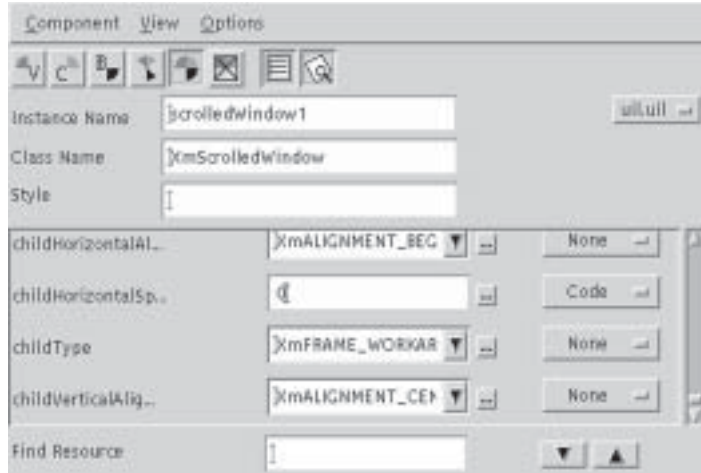 Component View Options
V C B
Instance Name scrolledWindow1 uil.uil
Class Name XmScrolledWindow
Style
childHorizontalAl... XmALIGNMENT_BEG ... None
childHorizontalSp... 0 ... Code
childType XmFRAME_WORKAR ... None
childVerticalAlig... XmALIGNMENT_CEN ... None
Find Resource